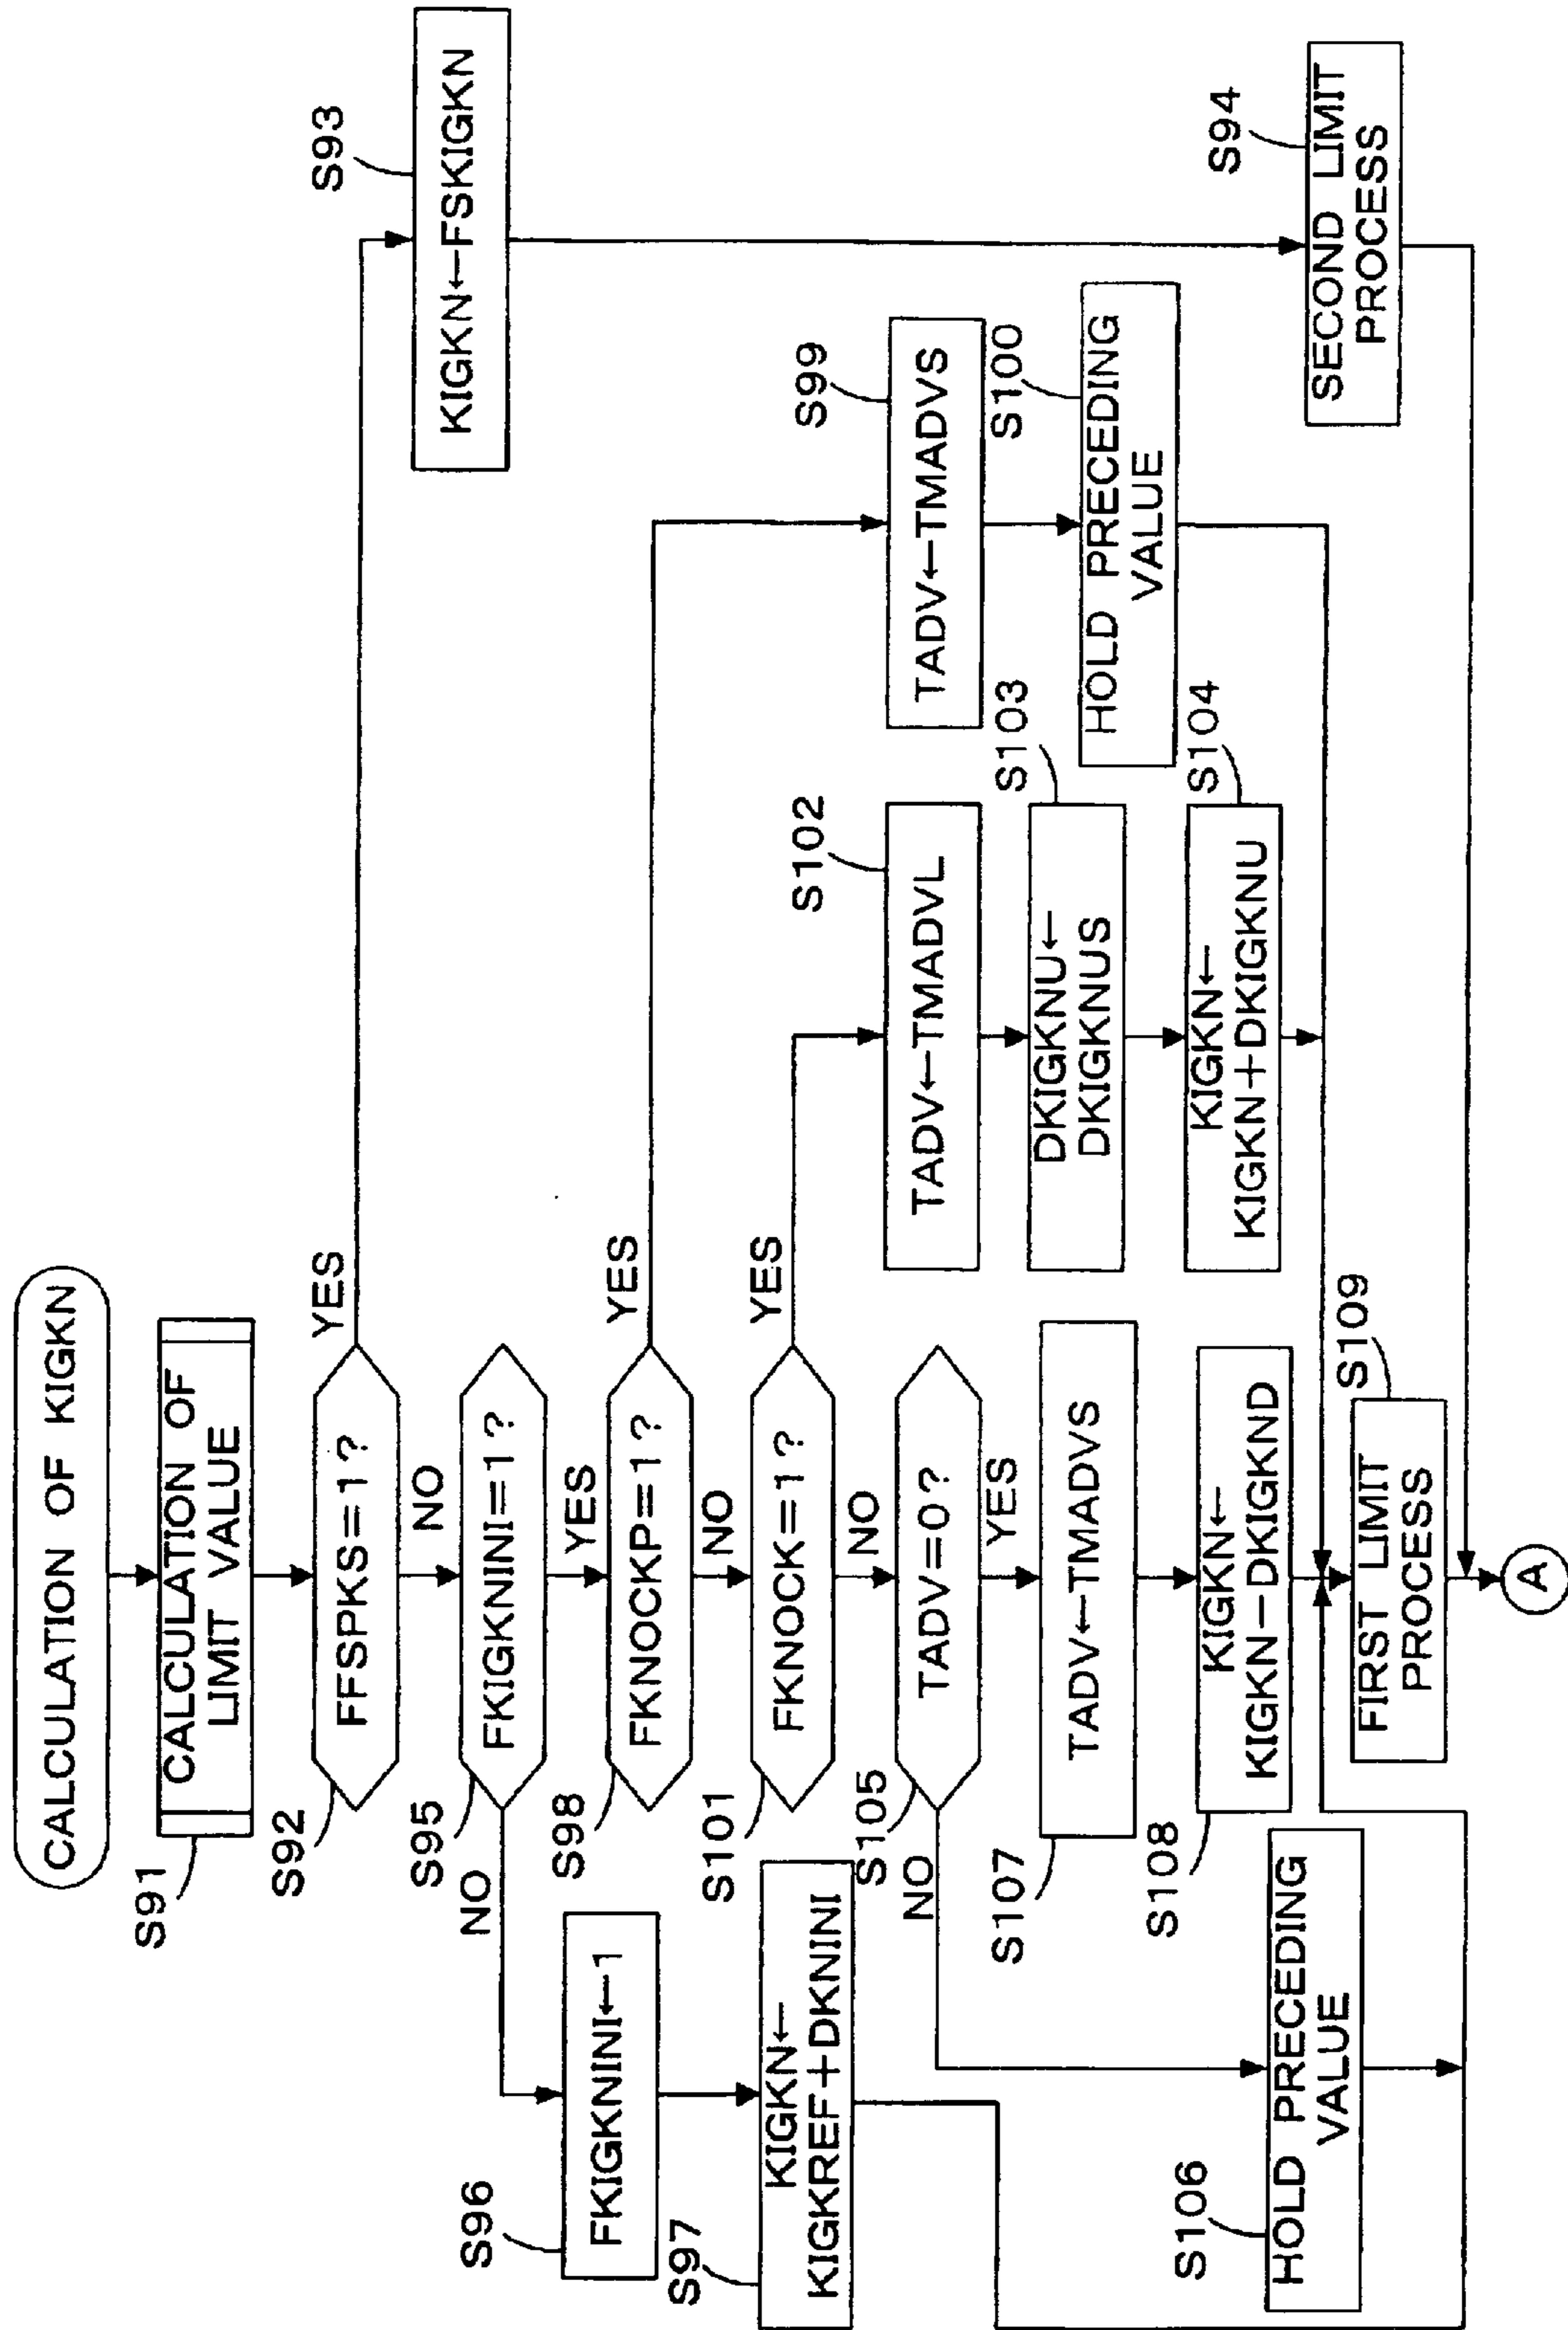 CALCULATION OF KIGKN
S91
CALCULATION OF
LIMIT VALUE
S92
FFSPKS=1?
YES
NO
S93
KIGKN←FSKIGKN
S94
SECOND LIMIT
PROCESS
S95
FKIGKNINI=1?
NO
YES
S96
FKIGKNINI←1
S97
KIGKN←
KIGKREF+DKNINI
S98
FKNOCKP=1?
YES
NO
S99
TADV←TMADVS
S100
HOLD PRECEDING
VALUE
S101
FKNOCK=1?
YES
NO
S102
TADV←TMADVL
S103
DKIGKNU←
DKIGKNUS
S104
KIGKN←
KIGKN+DKIGKNU
S105
TADV=0?
NO
YES
S106
HOLD PRECEDING
VALUE
S107
TADV←TMADVS
S108
KIGKN←
KIGKN−DKIGKND
S109
FIRST LIMIT
PROCESS
A